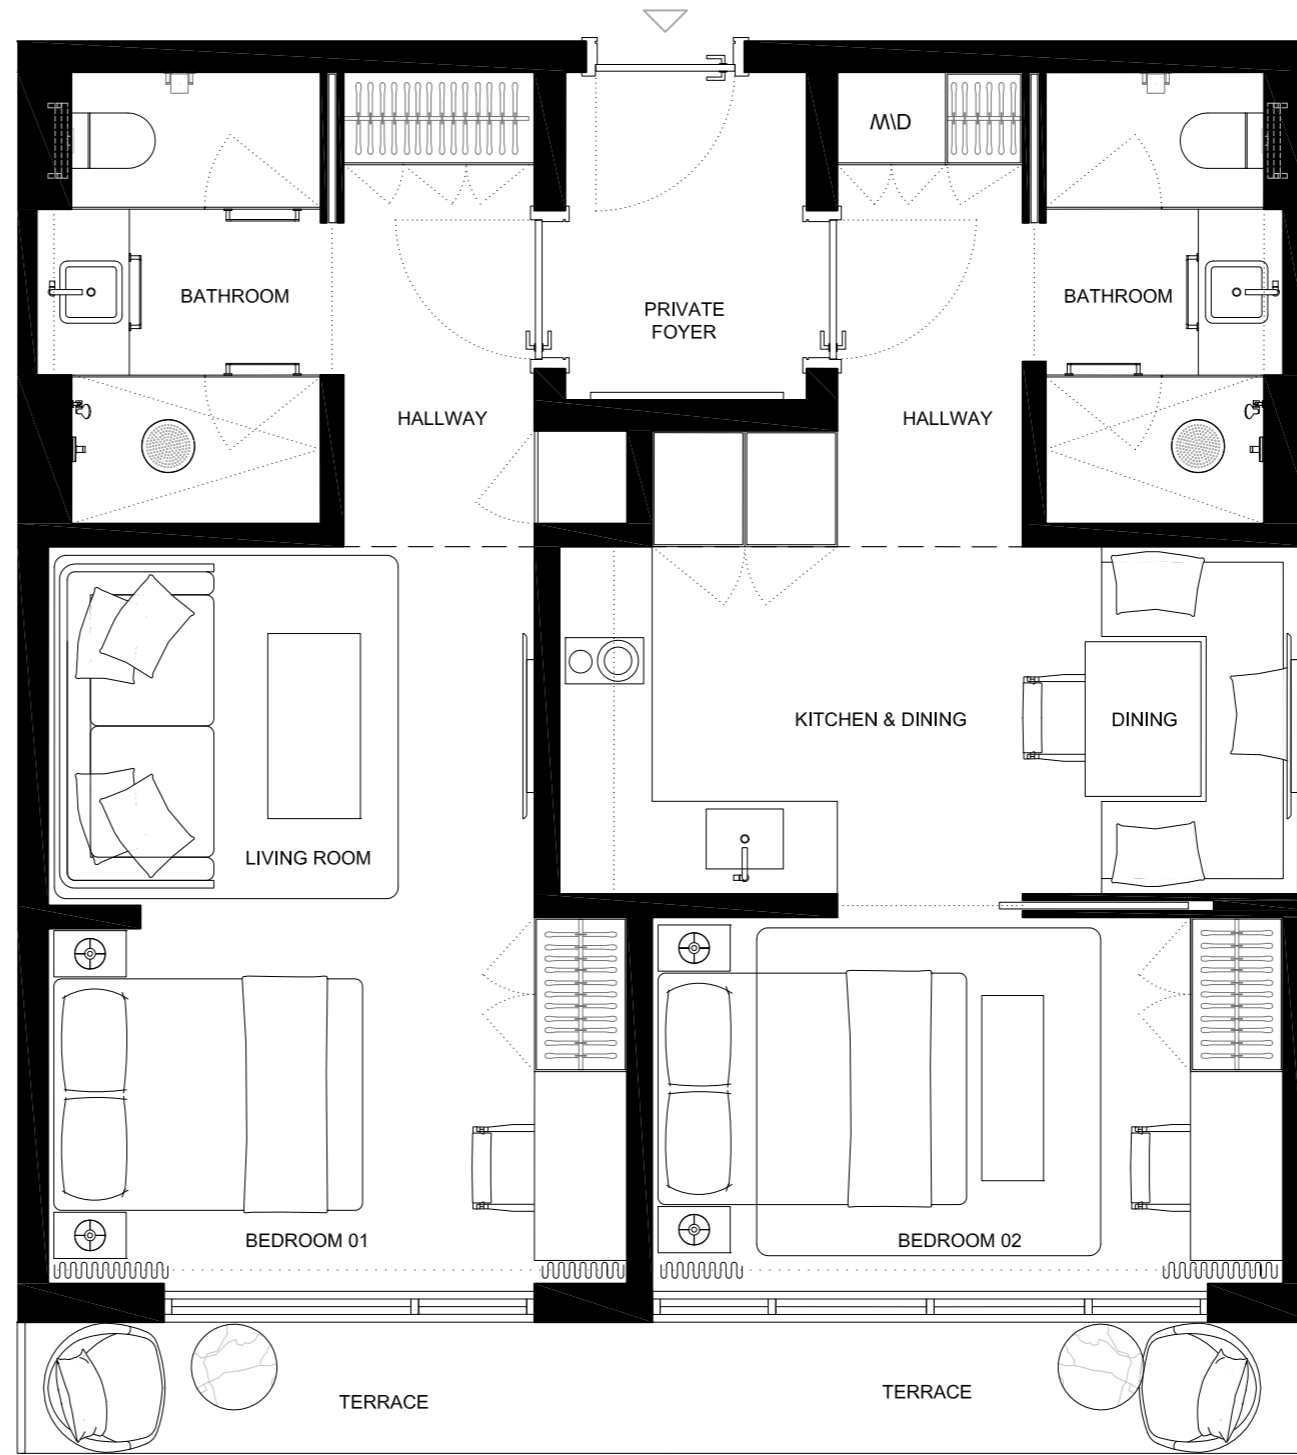 W\D
BATHROOM
PRIVATE
FOYER
BATHROOM
HALLWAY
HALLWAY
KITCHEN & DINING
DINING
LIVING ROOM
BEDROOM 01
BEDROOM 02
TERRACE
TERRACE